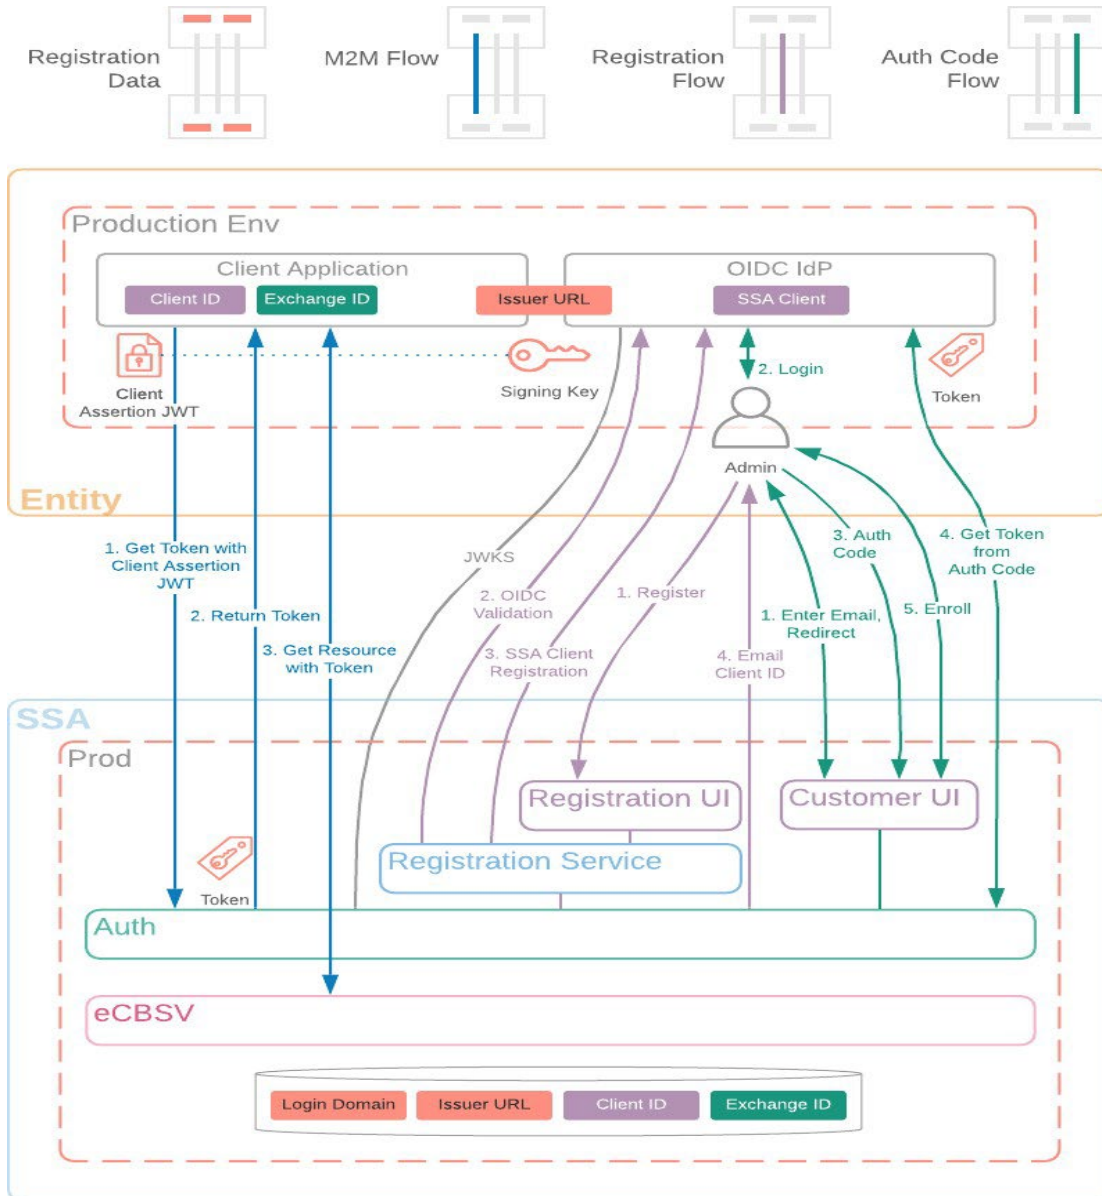 Registration
Data
M2M Flow
Registration
Flow
Auth Code
Flow
Production Env
Client Application
OIDC IdP
Client ID
Exchange ID
Issuer URL
SSA Client
Client
Assertion JWT
Signing Key
2. Login
Token
Admin
Entity
1. Get Token with
Client Assertion
JWT
2. Return Token
3. Get Resource
with Token
JWKS
2. OIDC
Validation
3. SSA Client
Registration
1. Register
4. Email
Client ID
3. Auth
Code
1. Enter Email,
Redirect
5. Enroll
4. Get Token
from
Auth Code
SSA
Prod
Registration UI
Customer UI
Registration Service
Token
Auth
eCBSV
Login Domain
Issuer URL
Client ID
Exchange ID